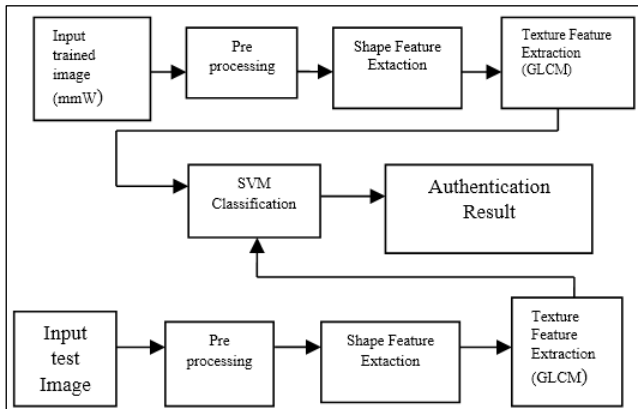 Input
trained
image
(mmW)
Pre
processing
Shape Feature
Extaction
Texture Feature
Extraction
(GLCM)
SVM
Classification
Authentication
Result
Input
test
Image
Pre
processing
Shape Feature
Extaction
Texture
Feature
Extraction
(GLCM)